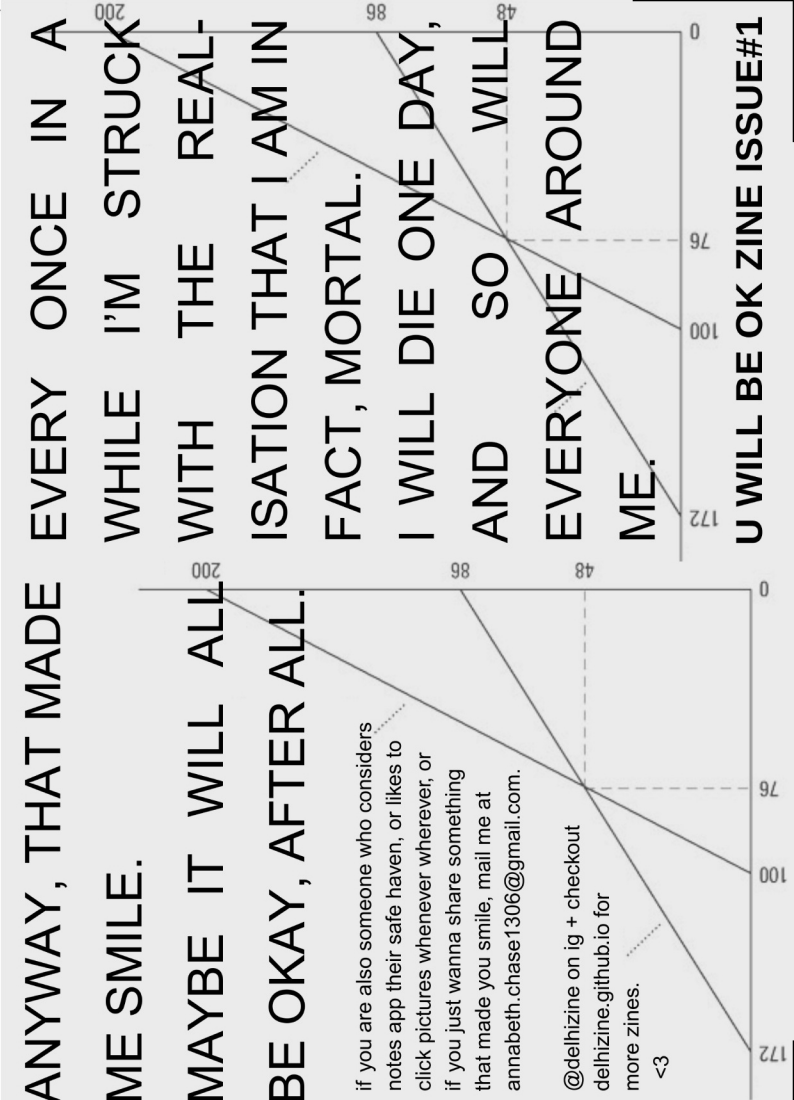 EVERY ONCE IN A
WHILE I'M STRUCK
WITH THE REAL-
ISATION THAT I AM IN
FACT, MORTAL.
I WILL DIE ONE DAY,
AND SO WILL
EVERYONE AROUND
ME.
U WILL BE OK ZINE ISSUE#1
200
86
48
0
76
100
172
ANYWAY, THAT MADE
ME SMILE.
MAYBE IT WILL ALL
BE OKAY, AFTER ALL.
if you are also someone who considers
notes app their safe haven, or likes to
click pictures whenever wherever, or
if you just wanna share something
that made you smile, mail me at
annabeth.chase1306@gmail.com.
@delhizine on ig + checkout
delhizine.github.io for
more zines.
<3
200
86
48
0
76
100
172